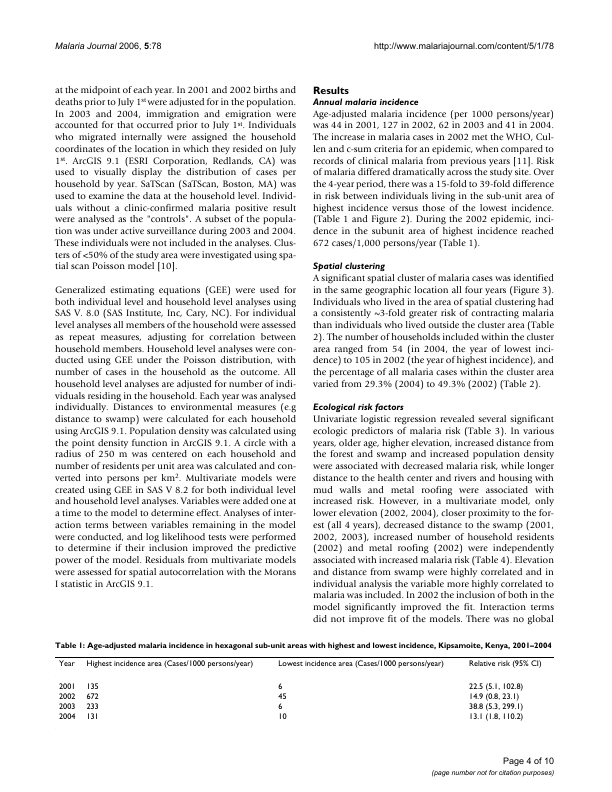 Malaria Journal 2006, 5:78
http://www.malariajournal.com/content/5/1/78
at the midpoint of each year. In 2001 and 2002 births and
deaths prior to July 1st were adjusted for in the population.
In 2003 and 2004, immigration and emigration were
accounted for that occurred prior to July 1st. Individuals
who migrated internally were assigned the household
coordinates of the location in which they resided on July
1st. ArcGIS 9.1 (ESRI Corporation, Redlands, CA) was
used to visually display the distribution of cases per
household by year. SaTScan (SaTScan, Boston, MA) was
used to examine the data at the household level. Individ-
uals without a clinic-confirmed malaria positive result
were analysed as the "controls". A subset of the popula-
tion was under active surveillance during 2003 and 2004.
These individuals were not included in the analyses. Clus-
ters of <50% of the study area were investigated using spa-
tial scan Poisson model [10].
Generalized estimating equations (GEE) were used for
both individual level and household level analyses using
SAS V. 8.0 (SAS Institute, Inc, Cary, NC). For individual
level analyses all members of the household were assessed
as repeat measures, adjusting for correlation between
household members. Household level analyses were con-
ducted using GEE under the Poisson distribution, with
number of cases in the household as the outcome. All
household level analyses are adjusted for number of indi-
viduals residing in the household. Each year was analysed
individually. Distances to environmental measures (e.g
distance to swamp) were calculated for each household
using ArcGIS 9.1. Population density was calculated using
the point density function in ArcGIS 9.1. A circle with a
radius of 250 m was centered on each household and
number of residents per unit area was calculated and con-
verted into persons per km2. Multivariate models were
created using GEE in SAS V 8.2 for both individual level
and household level analyses. Variables were added one at
a time to the model to determine effect. Analyses of inter-
action terms between variables remaining in the model
were conducted, and log likelihood tests were performed
to determine if their inclusion improved the predictive
power of the model. Residuals from multivariate models
were assessed for spatial autocorrelation with the Morans
I statistic in ArcGIS 9.1.
Results
Annual malaria incidence
Age-adjusted malaria incidence (per 1000 persons/year)
was 44 in 2001, 127 in 2002, 62 in 2003 and 41 in 2004.
The increase in malaria cases in 2002 met the WHO, Cul-
len and c-sum criteria for an epidemic, when compared to
records of clinical malaria from previous years [11]. Risk
of malaria differed dramatically across the study site. Over
the 4-year period, there was a 15-fold to 39-fold difference
in risk between individuals living in the sub-unit area of
highest incidence versus those of the lowest incidence.
(Table 1 and Figure 2). During the 2002 epidemic, inci-
dence in the subunit area of highest incidence reached
672 cases/1,000 persons/year (Table 1).
Spatial clustering
A significant spatial cluster of malaria cases was identified
in the same geographic location all four years (Figure 3).
Individuals who lived in the area of spatial clustering had
a consistently ~3-fold greater risk of contracting malaria
than individuals who lived outside the cluster area (Table
2). The number of households included within the cluster
area ranged from 54 (in 2004, the year of lowest inci-
dence) to 105 in 2002 (the year of highest incidence), and
the percentage of all malaria cases within the cluster area
varied from 29.3% (2004) to 49.3% (2002) (Table 2).
Ecological risk factors
Univariate logistic regression revealed several significant
ecologic predictors of malaria risk (Table 3). In various
years, older age, higher elevation, increased distance from
the forest and swamp and increased population density
were associated with decreased malaria risk, while longer
distance to the health center and rivers and housing with
mud walls and metal roofing were associated with
increased risk. However, in a multivariate model, only
lower elevation (2002, 2004), closer proximity to the for-
est (all 4 years), decreased distance to the swamp (2001,
2002, 2003), increased number of household residents
(2002) and metal roofing (2002) were independently
associated with increased malaria risk (Table 4). Elevation
and distance from swamp were highly correlated and in
individual analysis the variable more highly correlated to
malaria was included. In 2002 the inclusion of both in the
model significantly improved the fit. Interaction terms
did not improve fit of the models. There was no global
Table 1: Age-adjusted malaria incidence in hexagonal sub-unit areas with highest and lowest incidence, Kipsamoite, Kenya, 2001–2004
Year Highest incidence area (Cases/1000 persons/year) Lowest incidence area (Cases/1000 persons/year) Relative risk (95% CI)
2001 135 6 22.5 (5.1, 102.8)
2002 672 45 14.9 (0.8, 23.1)
2003 233 6 38.8 (5.3, 299.1)
2004 131 10 13.1 (1.8, 110.2)
Page 4 of 10
(page number not for citation purposes)